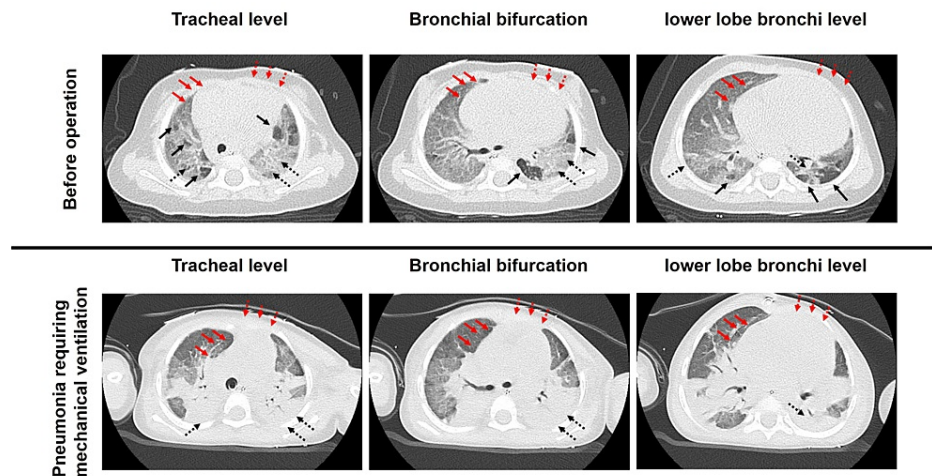 Tracheal level
Bronchial bifurcation
lower lobe bronchi level
Before operation
Tracheal level
Bronchial bifurcation
lower lobe bronchi level
Pneumonia requiring
mechanical ventilation